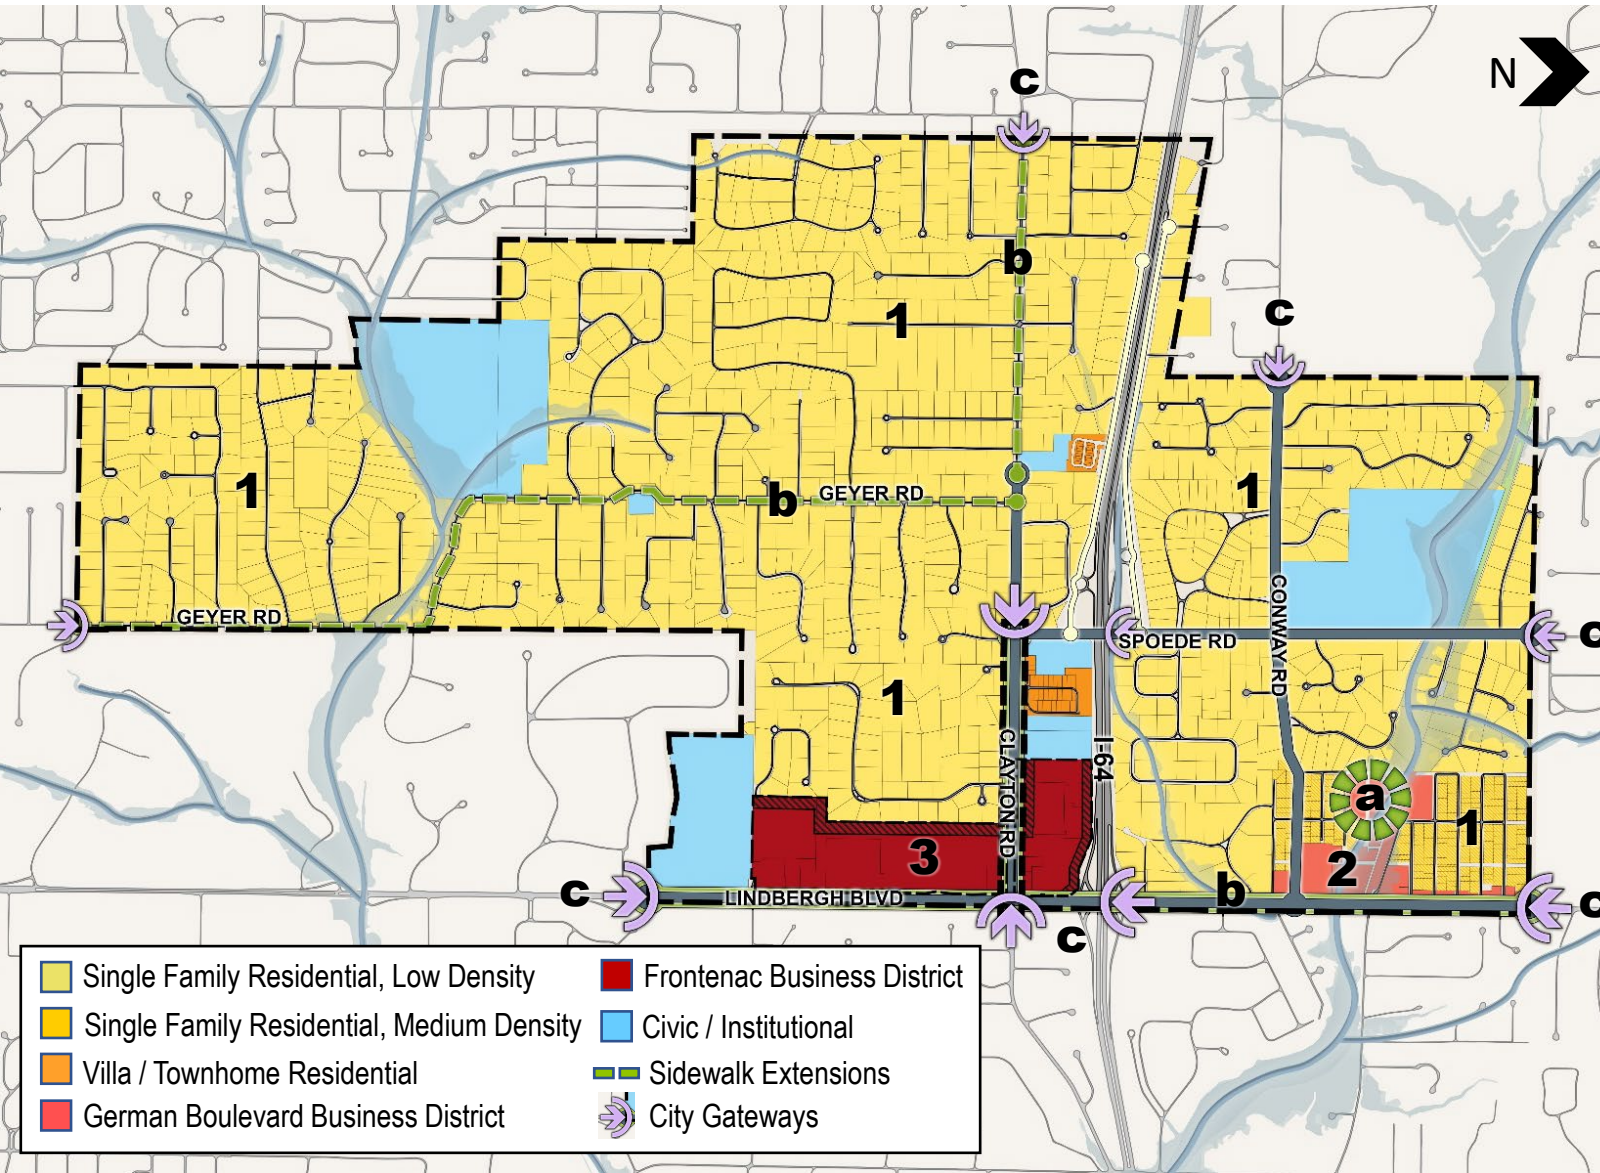 N
c
b
c
1
1
1
b
GEYER RD
GEYER RD
CONWAY RD
SPOEDE RD
c
1
CLAYTON RD
I-64
a
1
3
2
c
LINDBERGH BLVD
b
c
c
Single Family Residential, Low Density
Single Family Residential, Medium Density
Villa / Townhome Residential
German Boulevard Business District
Frontenac Business District
Civic / Institutional
Sidewalk Extensions
City Gateways